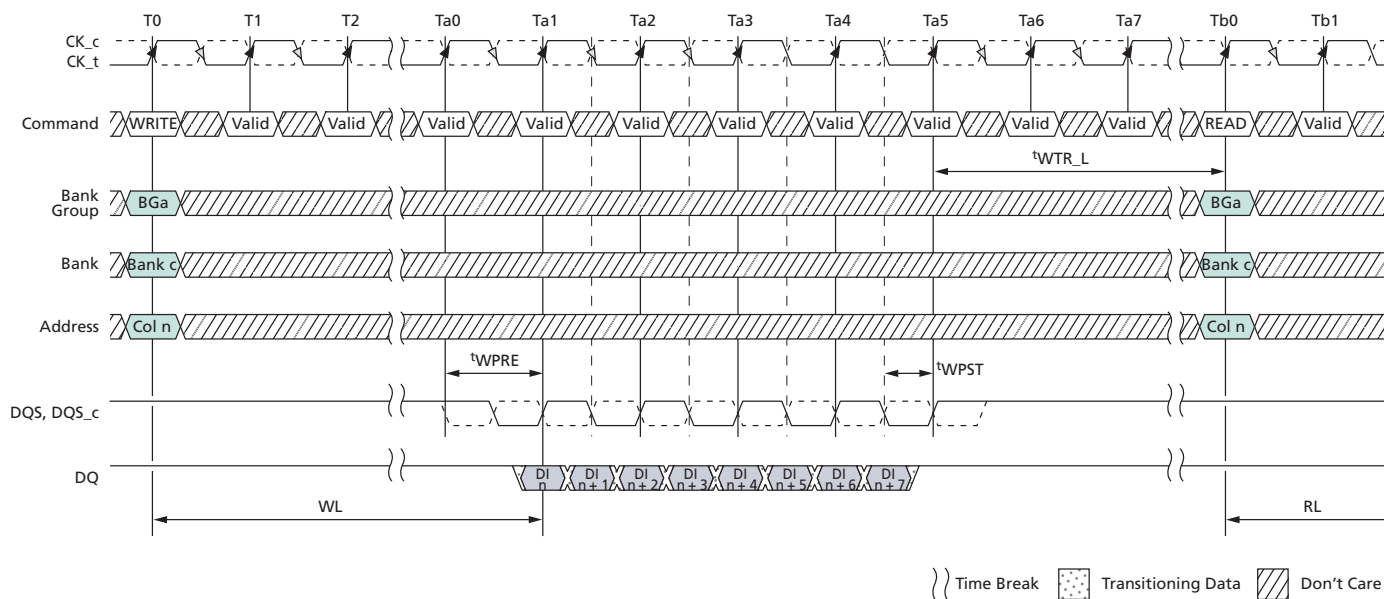 T0 T1 T2 Ta0 Ta1 Ta2 Ta3 Ta4 Ta5 Ta6 Ta7 Tb0 Tb1
CK_c
CK_t
Command WRITE Valid Valid Valid Valid Valid Valid Valid Valid Valid Valid READ Valid
tWTR_L
Bank
Group
BGa BGa
Bank Bank c Bank c
Address Col n Col n
tWPRE tWPST
DQS, DQS_c
DQ
DI DI DI DI DI DI DI DI
n n + 1 n + 2 n + 3 n + 4 n + 5 n + 6 n + 7
WL RL
Time Break Transitioning Data Don't Care